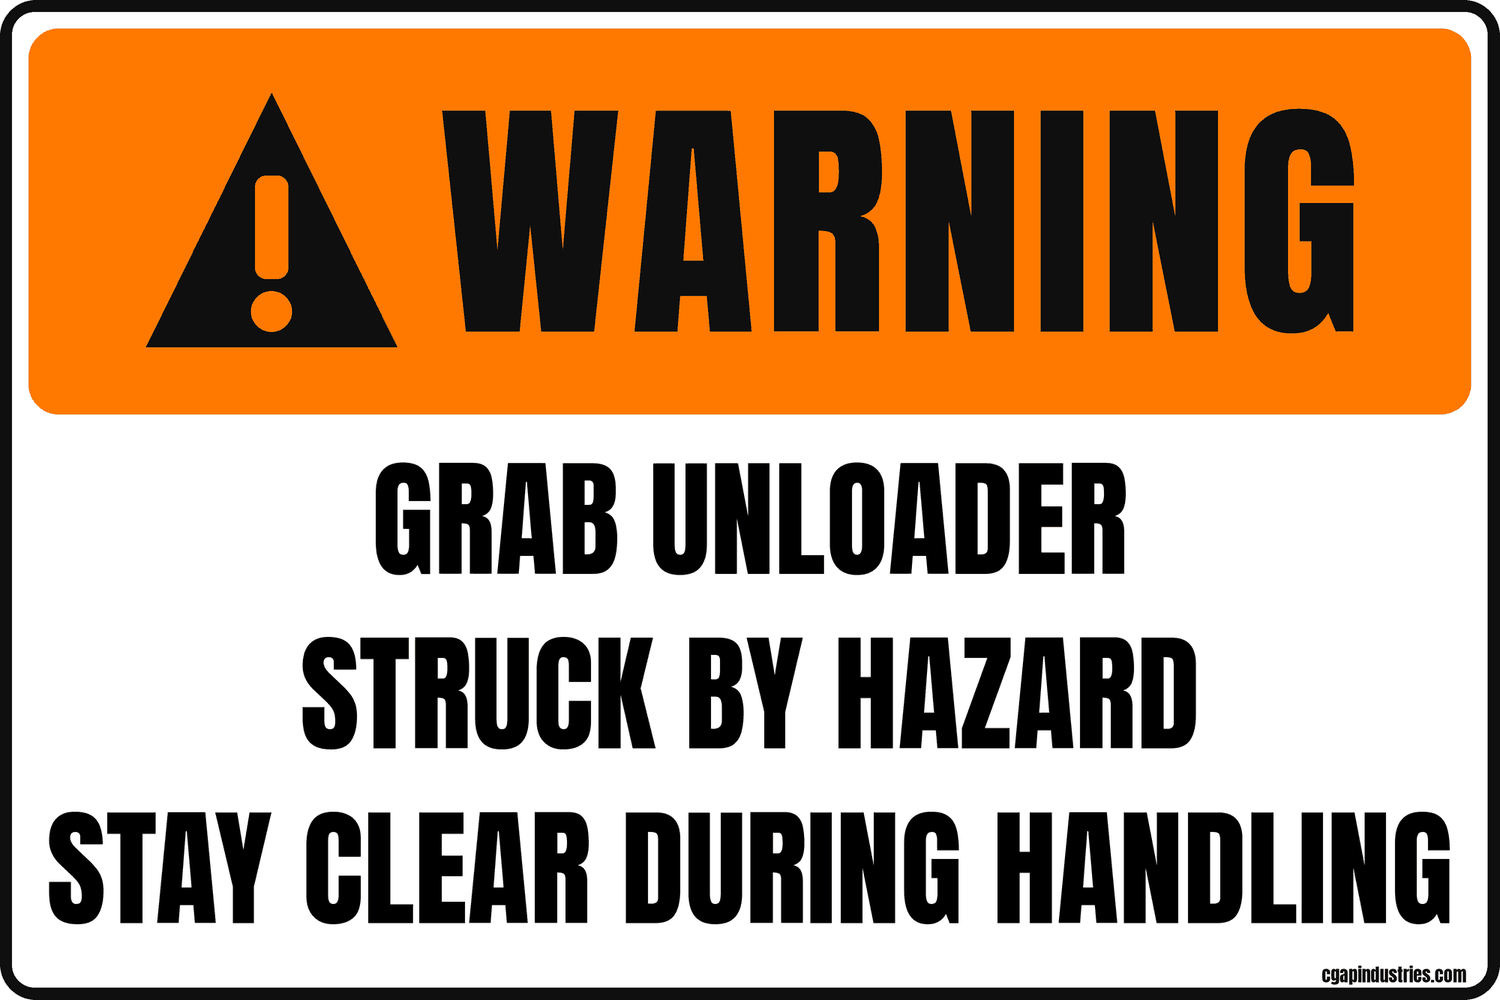 WARNING
GRAB UNLOADER
STRUCK BY HAZARD
STAY CLEAR DURING HANDLING
cgapindustries.com